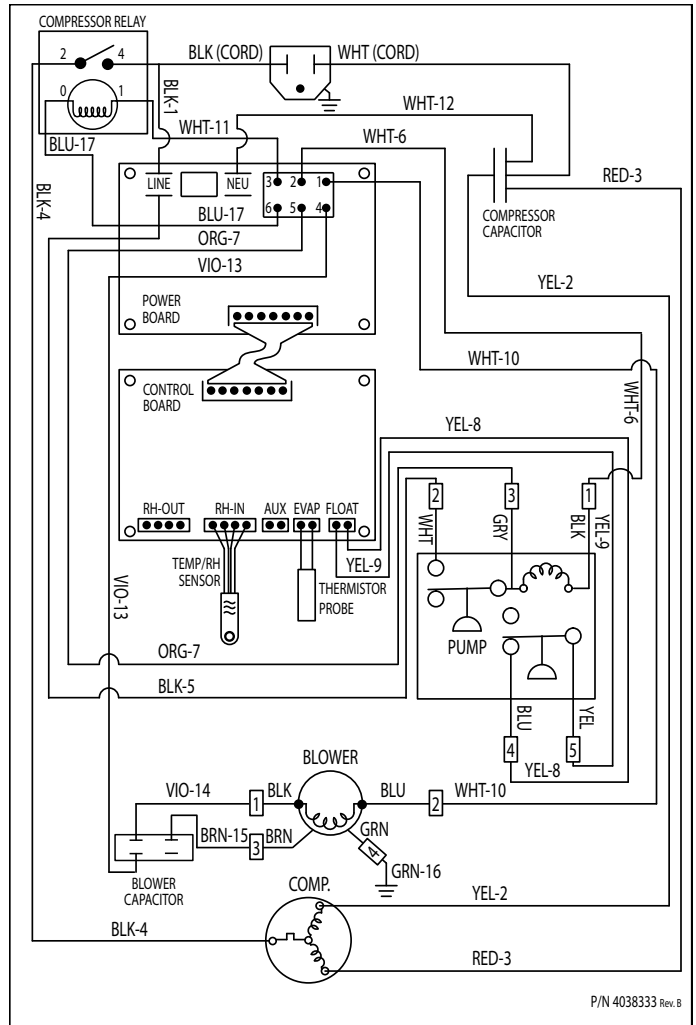 COMPRESSOR RELAY
2 4
BLK (CORD) WHT (CORD)
0 1
BLK-1
WHT-12
WHT-11
WHT-6
BLU-17
RED-3
BLK-4
LINE
NEU
3 2 1
6 5 4
COMPRESSOR
CAPACITOR
BLU-17
ORG-7
VIO-13
YEL-2
POWER
BOARD
WHT-10
CONTROL
BOARD
WHT-6
YEL-8
2 3 1
RH-OUT RH-IN AUX EVAP FLOAT
WHT
GRY
BLK
YEL-9
YEL-9
TEMP/RH
SENSOR
THERMISTOR
PROBE
VIO-13
PUMP
ORG-7
BLK-5
BLU
YEL
4 5
YEL-8
BLOWER
VIO-14
1
BLK
BLU
2
WHT-10
BRN-15
3
BRN
GRN
4
GRN-16
BLOWER
CAPACITOR
COMP.
YEL-2
BLK-4
RED-3
P/N 4038333 Rev. B